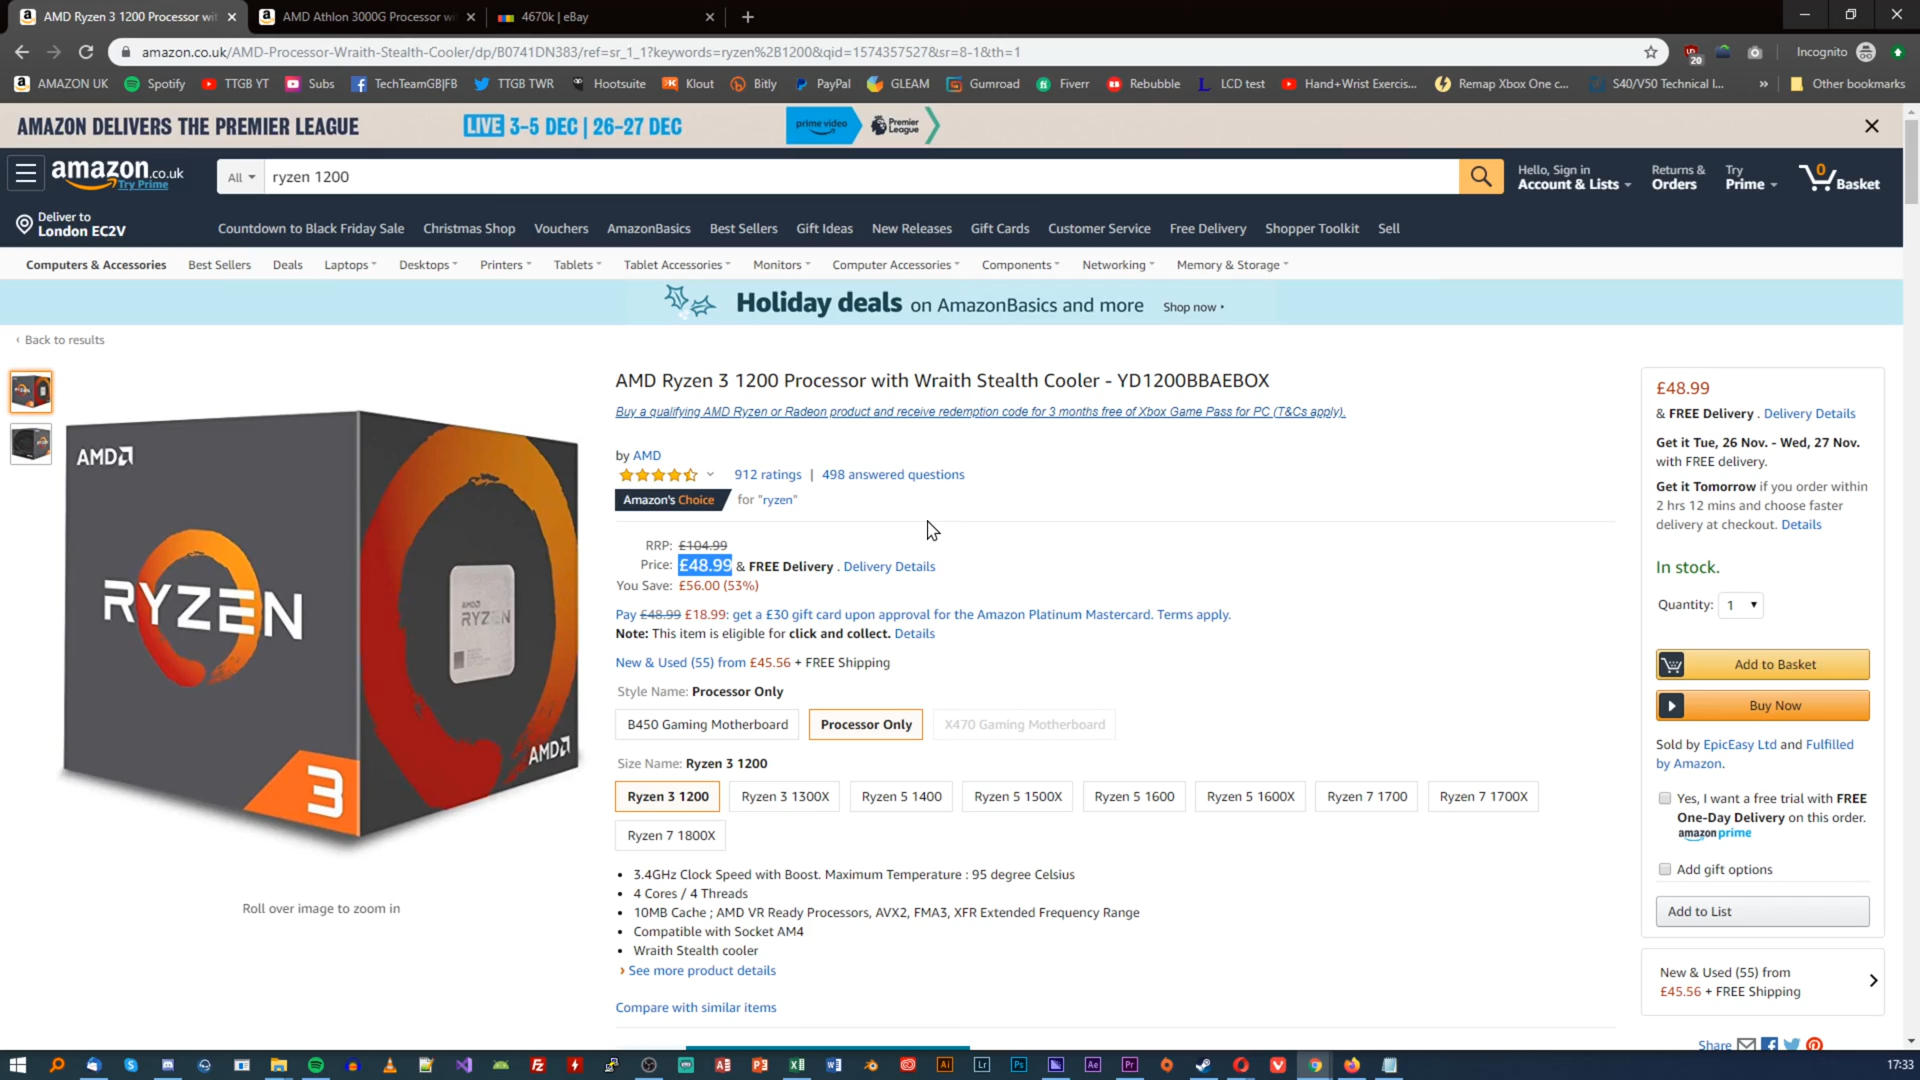 AMD Ryzen 3 1200 Processor wit
AMD Athlon 3000G Processor wi
4670k | eBay
amazon.co.uk/AMD-Processor-Wraith-Stealth-Cooler/dp/B0741DN383/ref=sr_1_1?keywords=ryzen%2B1200&qid=1574357527&sr=8-1&th=1
20
Incognito
AMAZON UK Spotify TTGB YT Subs TechTeamGB|FB TTGB TWR Hootsuite Klout Bitly PayPal GLEAM Gumroad Fiverr Rebubble LCD test Hand+Wrist Exercis... Remap Xbox One c... S40/V50 Technical I... » Other bookmarks
AMAZON DELIVERS THE PREMIER LEAGUE LIVE 3-5 DEC | 26-27 DEC prime video Premier League
amazon.co.uk
Try Prime
All
ryzen 1200
Hello, Sign in
Account & Lists
Returns &
Orders
Try
Prime
0
Basket
Deliver to
London EC2V
Countdown to Black Friday Sale Christmas Shop Vouchers AmazonBasics Best Sellers Gift Ideas New Releases Gift Cards Customer Service Free Delivery Shopper Toolkit Sell
Computers & Accessories Best Sellers Deals Laptops Desktops Printers Tablets Tablet Accessories Monitors Computer Accessories Components Networking Memory & Storage
Holiday deals on AmazonBasics and more Shop now
‹ Back to results
AMD
RYZEN
3
AMD
RYZEN
AMD
Roll over image to zoom in
AMD Ryzen 3 1200 Processor with Wraith Stealth Cooler - YD1200BBAEBOX
Buy a qualifying AMD Ryzen or Radeon product and receive redemption code for 3 months free of Xbox Game Pass for PC (T&Cs apply).
by AMD
912 ratings | 498 answered questions
Amazon's Choice for "ryzen"
RRP: £104.99
Price: £48.99 & FREE Delivery . Delivery Details
You Save: £56.00 (53%)
Pay £48.99 £18.99: get a £30 gift card upon approval for the Amazon Platinum Mastercard. Terms apply.
Note: This item is eligible for click and collect. Details
New & Used (55) from £45.56 + FREE Shipping
Style Name: Processor Only
B450 Gaming Motherboard Processor Only X470 Gaming Motherboard
Size Name: Ryzen 3 1200
Ryzen 3 1200 Ryzen 3 1300X Ryzen 5 1400 Ryzen 5 1500X Ryzen 5 1600 Ryzen 5 1600X Ryzen 7 1700 Ryzen 7 1700X
Ryzen 7 1800X
• 3.4GHz Clock Speed with Boost. Maximum Temperature : 95 degree Celsius
• 4 Cores / 4 Threads
• 10MB Cache ; AMD VR Ready Processors, AVX2, FMA3, XFR Extended Frequency Range
• Compatible with Socket AM4
• Wraith Stealth cooler
› See more product details
Compare with similar items
£48.99
& FREE Delivery . Delivery Details
Get it Tue, 26 Nov. - Wed, 27 Nov.
with FREE delivery.
Get it Tomorrow if you order within
2 hrs 12 mins and choose faster
delivery at checkout. Details
In stock.
Quantity: 1
Add to Basket
Buy Now
Sold by EpicEasy Ltd and Fulfilled
by Amazon.
Yes, I want a free trial with FREE
One-Day Delivery on this order.
amazon prime
Add gift options
Add to List
New & Used (55) from
£45.56 + FREE Shipping
Share
Ai Lr Ps Ae Pr
17:33